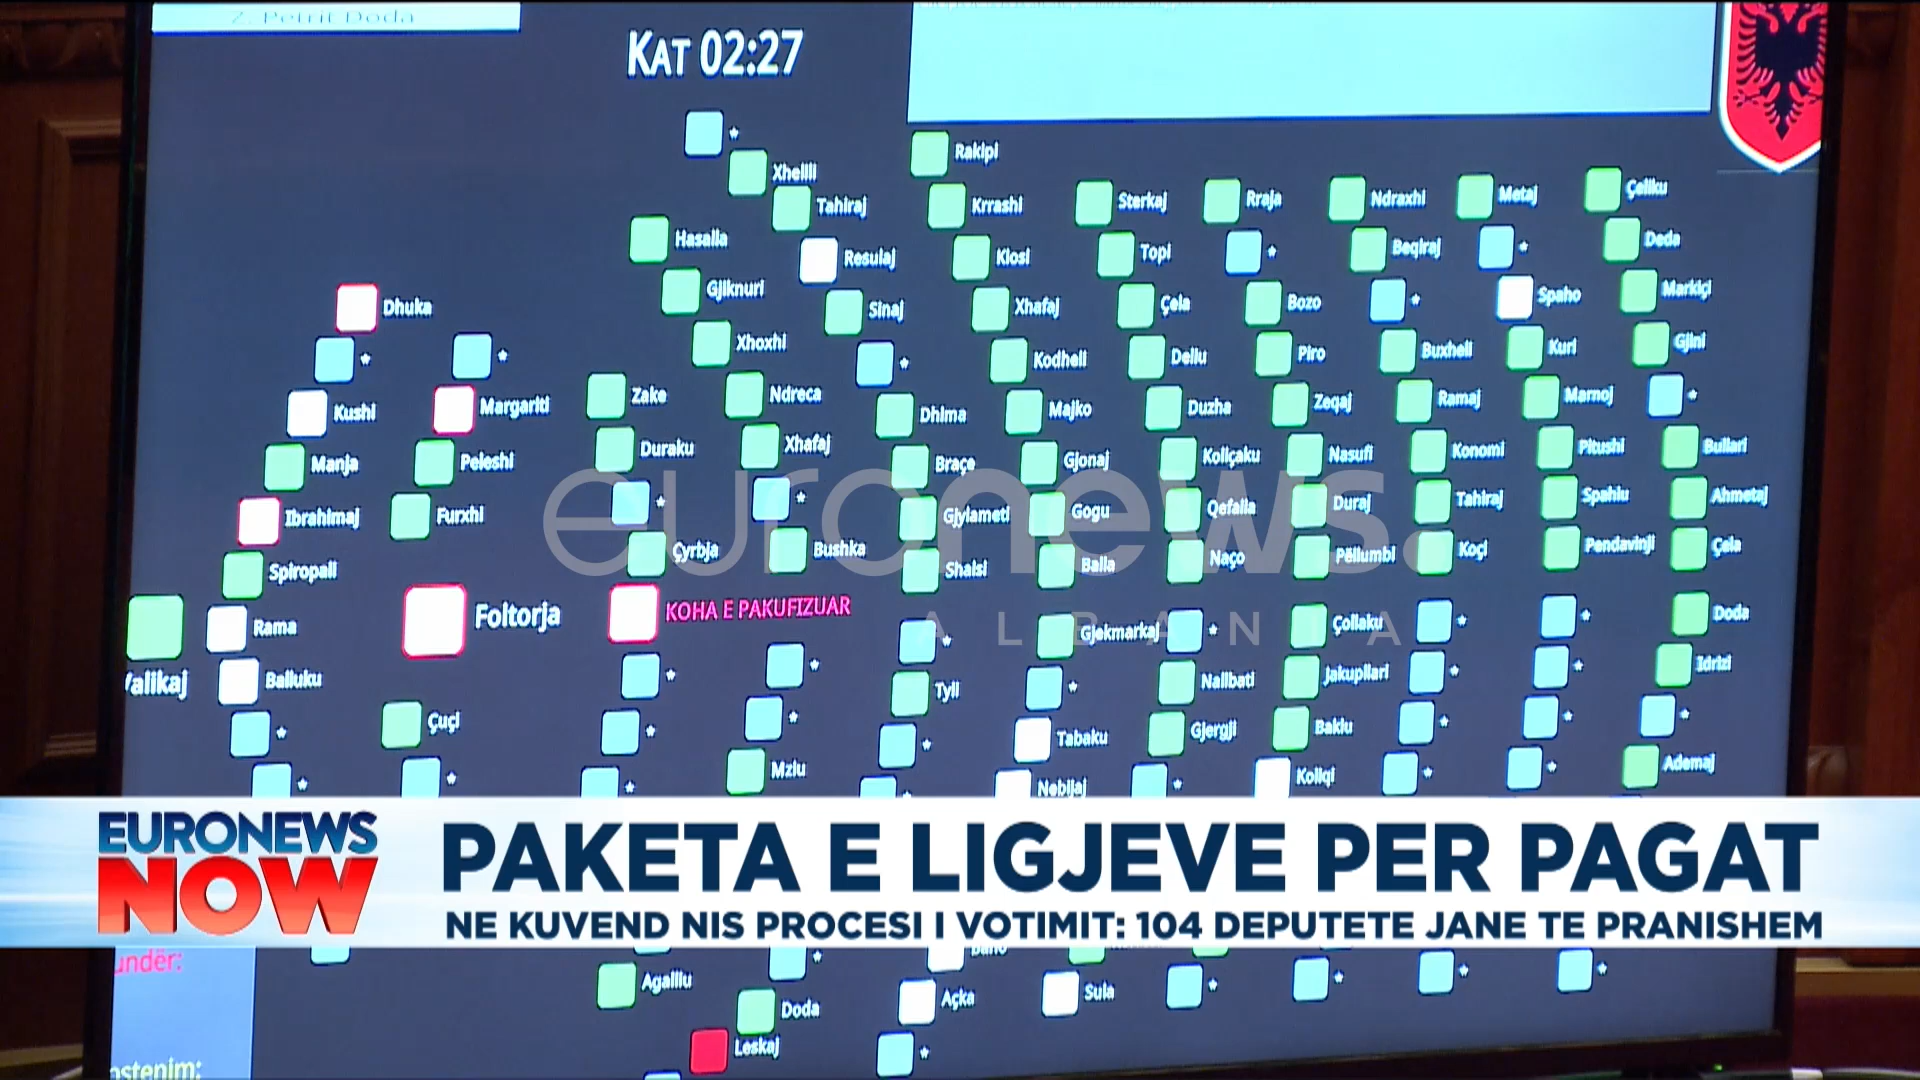 Z. Petrit Doda
KAT 02:27
*
Rakipi
Xhelili
Çeliku
Metaj
Ndraxhi
Rraja
Sterkaj
Krrashi
Tahiraj
Hasalla
Deda
Beqiraj
*
*
Topi
Klosi
Resulaj
Gjiknuri
Markiçi
Spaho
*
Bozo
Çela
Xhafaj
Sinaj
Dhuka
Xhoxhi
Gjini
Kuri
Buxheli
Piro
Dellu
Kodheli
*
*
*
Kushi
Margariti
Zake
Ndreca
Dhima
Majko
Duzha
Zeqaj
Ramaj
Marnoj
*
Manja
Peleshi
Duraku
Xhafaj
Braçe
Gjonaj
Kollçaku
Nasufi
Konomi
Pitushi
Bullari
Ibrahimaj
Furxhi
*
*
Gjylameti
Gogu
Qefalia
Duraj
Tahiraj
Spahiu
Ahmetaj
euronews.
ALBANIA
Spiropali
Çyrbja
Bushka
Shalsi
Balla
Naço
Pëllumbi
Koçi
Pendavinji
Çela
Valikaj
Rama
Foltorja
KOHA E PAKUFIZUAR
*
Gjekmarkaj
*
Çollaku
*
*
Doda
Balluku
*
*
Tyli
*
Nallbati
Jakupllari
*
*
Idrizi
*
Çuçi
*
*
*
Tabaku
Gjergji
Baklu
*
*
*
*
*
*
Mziu
*
Nebijaj
*
Koliqi
*
*
Ademaj
EURONEWS
NOW
PAKETA E LIGJEVE PER PAGAT
NE KUVEND NIS PROCESI I VOTIMIT: 104 DEPUTETE JANE TE PRANISHEM
undër:
Agalliu
*
*
*
*
*
Doda
Açka
Sula
Leskaj
*
ostenim: